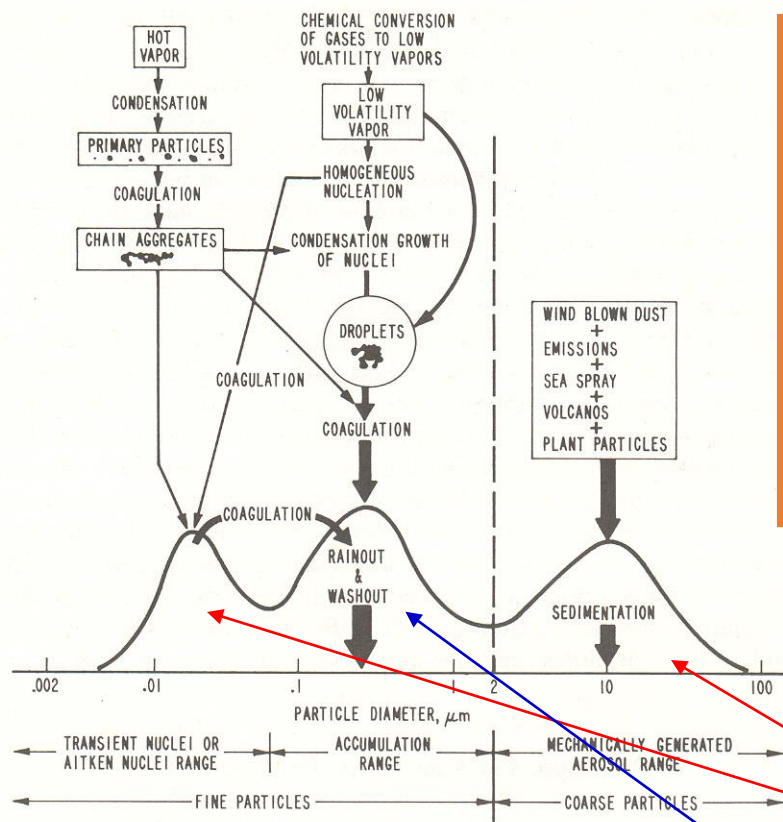 HOT
VAPOR
CONDENSATION
PRIMARY PARTICLES
COAGULATION
CHAIN AGGREGATES
CHEMICAL CONVERSION
OF GASES TO LOW
VOLATILITY VAPORS
LOW
VOLATILITY
VAPOR
HOMOGENEOUS
NUCLEATION
CONDENSATION GROWTH
OF NUCLEI
DROPLETS
COAGULATION
COAGULATION
WIND BLOWN DUST
+
EMISSIONS
+
SEA SPRAY
+
VOLCANOS
+
PLANT PARTICLES
COAGULATION
RAINOUT
&
WASHOUT
SEDIMENTATION
.002 .01 .1 1 2 10 100
PARTICLE DIAMETER, μm
TRANSIENT NUCLEI OR
AITKEN NUCLEI RANGE
ACCUMULATION
RANGE
MECHANICALLY GENERATED
AEROSOL RANGE
FINE PARTICLES
COARSE PARTICLES